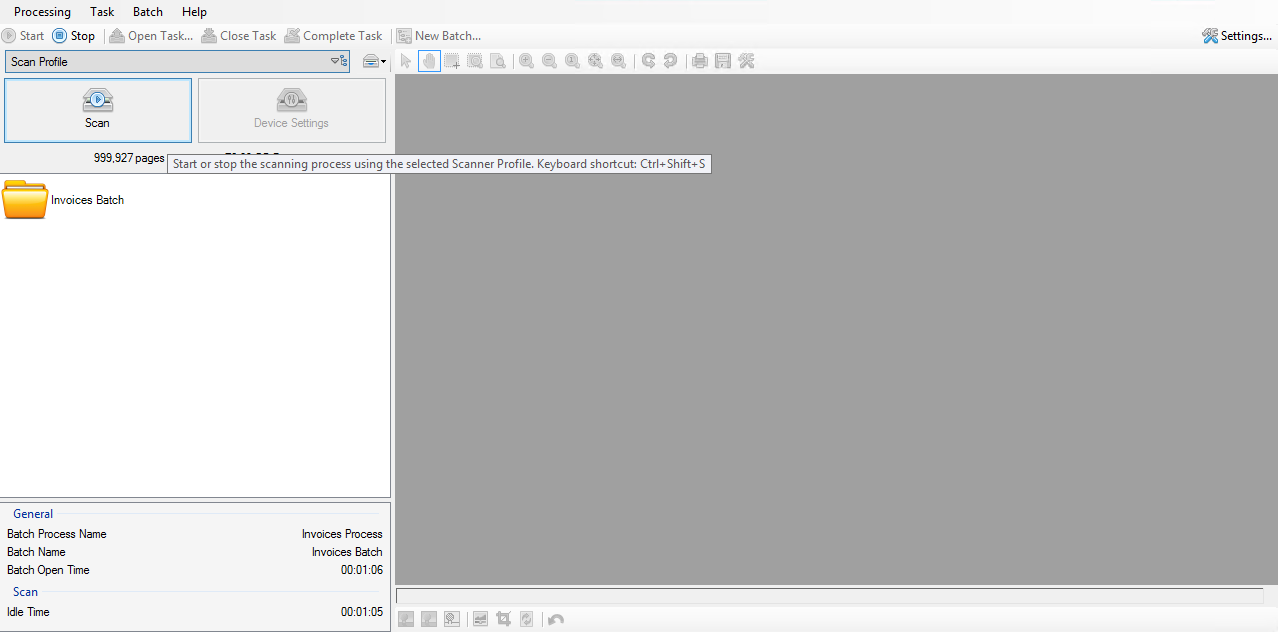 Processing Task Batch Help
Start Stop Open Task... Close Task Complete Task New Batch... Settings...
Scan Profile
Scan Device Settings
999,927 pages
Start or stop the scanning process using the selected Scanner Profile. Keyboard shortcut: Ctrl+Shift+S
Invoices Batch
General
Batch Process Name Invoices Process
Batch Name Invoices Batch
Batch Open Time 00:01:06
Scan
Idle Time 00:01:05